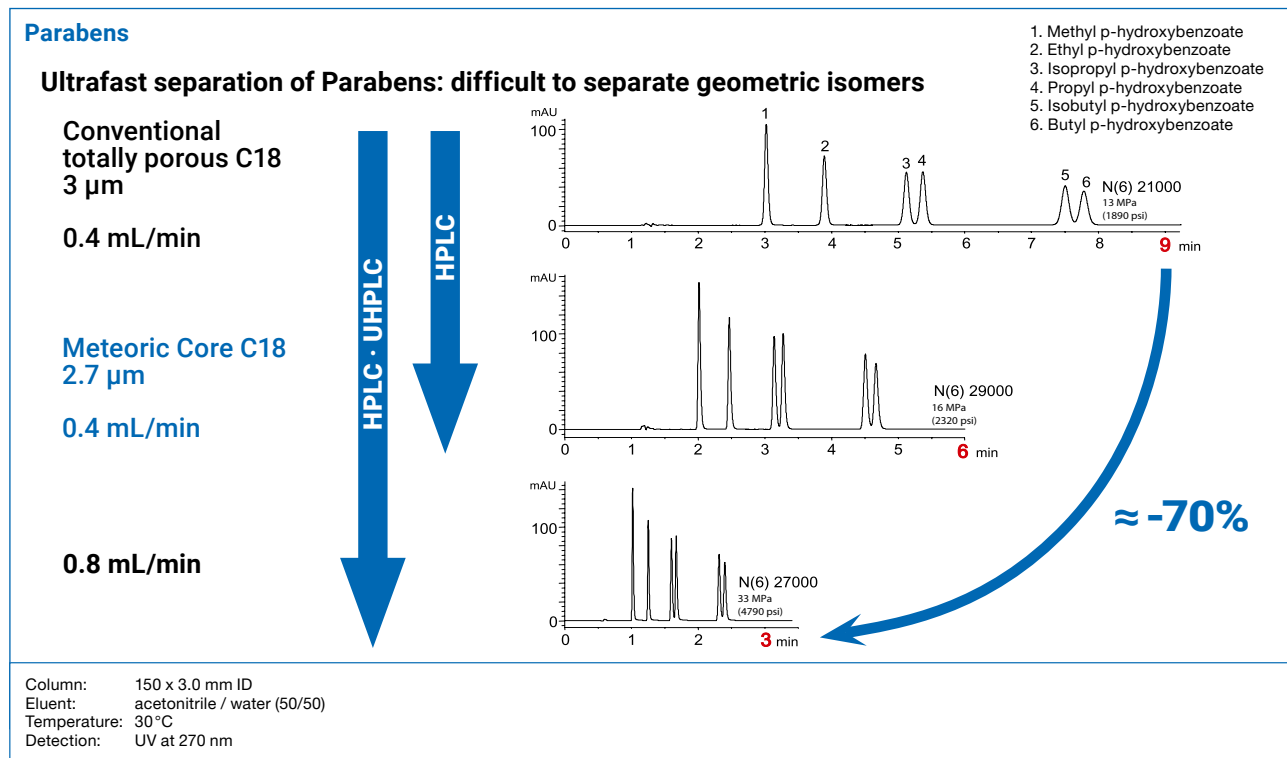 Parabens
Ultrafast separation of Parabens: difficult to separate geometric isomers
1. Methyl p-hydroxybenzoate
2. Ethyl p-hydroxybenzoate
3. Isopropyl p-hydroxybenzoate
4. Propyl p-hydroxybenzoate
5. Isobutyl p-hydroxybenzoate
6. Butyl p-hydroxybenzoate
Conventional
totally porous C18
3 µm
0.4 mL/min
Meteoric Core C18
2.7 µm
0.4 mL/min
0.8 mL/min
HPLC · UHPLC
HPLC
mAU
100
0
1
2
3
4
5
6
N(6) 21000
13 MPa
(1890 psi)
0 1 2 3 4 5 6 7 8 9 min
mAU
100
0
N(6) 29000
16 MPa
(2320 psi)
0 1 2 3 4 5 6 min
mAU
100
0
N(6) 27000
33 MPa
(4790 psi)
0 1 2 3 min
≈ -70%
Column: 150 x 3.0 mm ID
Eluent: acetonitrile / water (50/50)
Temperature: 30 °C
Detection: UV at 270 nm